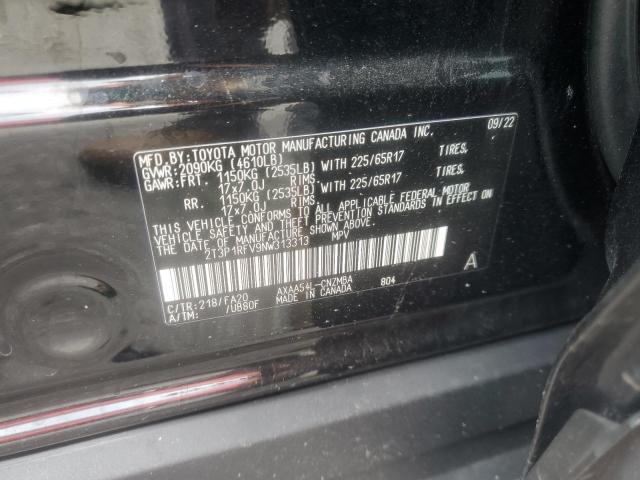 MFD.BY:TOYOTA MOTOR MANUFACTURING CANADA INC. 09/22
GVWR:2090KG (4610LB)
GAWR:FRT. 1150KG (2535LB) WITH 225/65R17 TIRES,
17x7.0J RIMS,
RR. 1150KG (2535LB) WITH 225/65R17 TIRES,
17x7.0J RIMS,
THIS VEHICLE CONFORMS TO ALL APPLICABLE FEDERAL MOTOR
VEHICLE SAFETY AND THEFT PREVENTION STANDARDS IN EFFECT ON
THE DATE OF MANUFACTURE SHOWN ABOVE.
2T3P1RFV9NW313313 MPV
A
C/TR:218/FA20 AXAA54L-CNZMBA 804
A/TM: /UB80F MADE IN CANADA